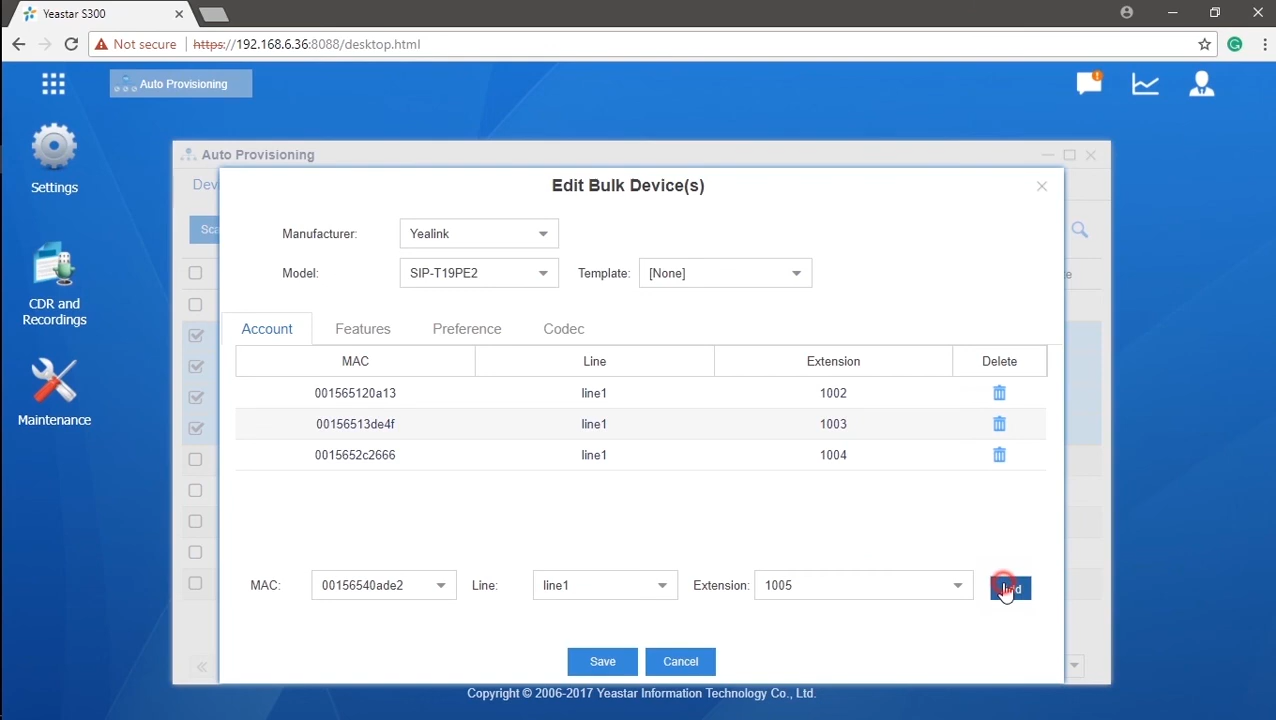 Yeastar S300
Not secure https://192.168.6.36:8088/desktop.html
Auto Provisioning
Settings
CDR and
Recordings
Maintenance
Auto Provisioning
Edit Bulk Device(s)
Manufacturer: Yealink
Model: SIP-T19PE2 Template: [None]
Account Features Preference Codec
MAC Line Extension Delete
001565120a13 line1 1002
00156513de4f line1 1003
0015652c2666 line1 1004
MAC: 00156540ade2 Line: line1 Extension: 1005
Save Cancel
Copyright © 2006-2017 Yeastar Information Technology Co., Ltd.